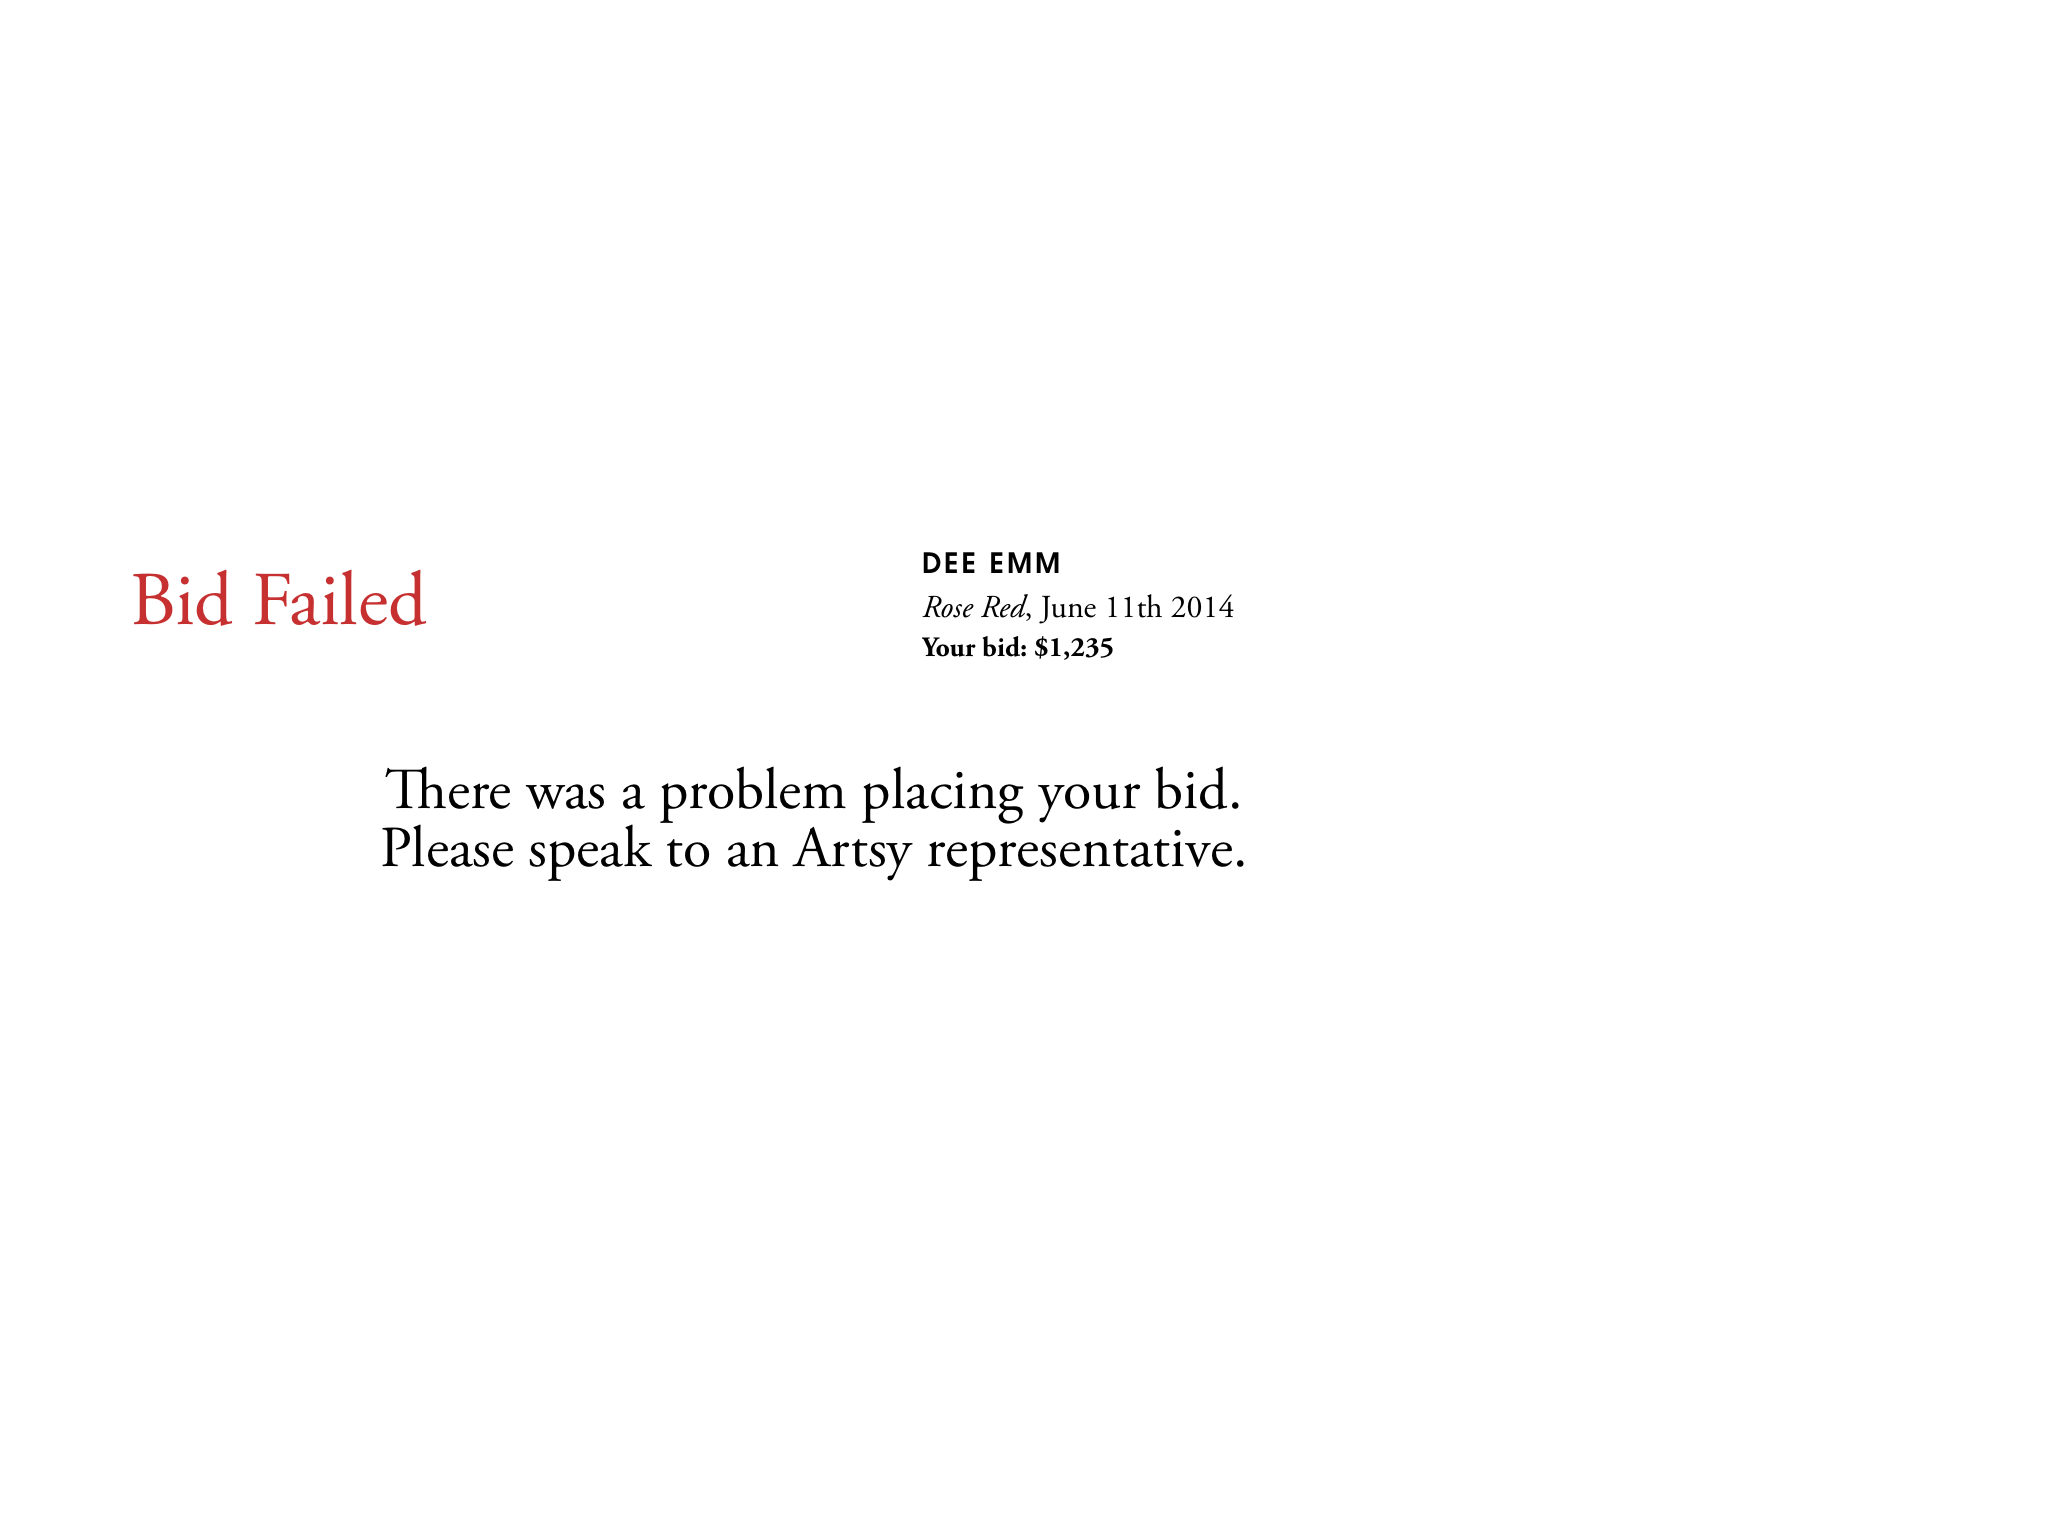 Bid Failed
DEE EMM
Rose Red, June 11th 2014
Your bid: $1,235
There was a problem placing your bid.
Please speak to an Artsy representative.